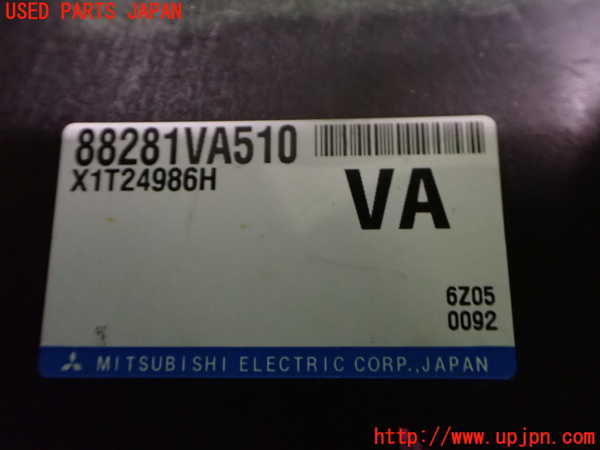 USED PARTS JAPAN
88281VA510
X1T24986H
VA
6Z05
0092
MITSUBISHI ELECTRIC CORP.,JAPAN
http://www.upjpn.com/